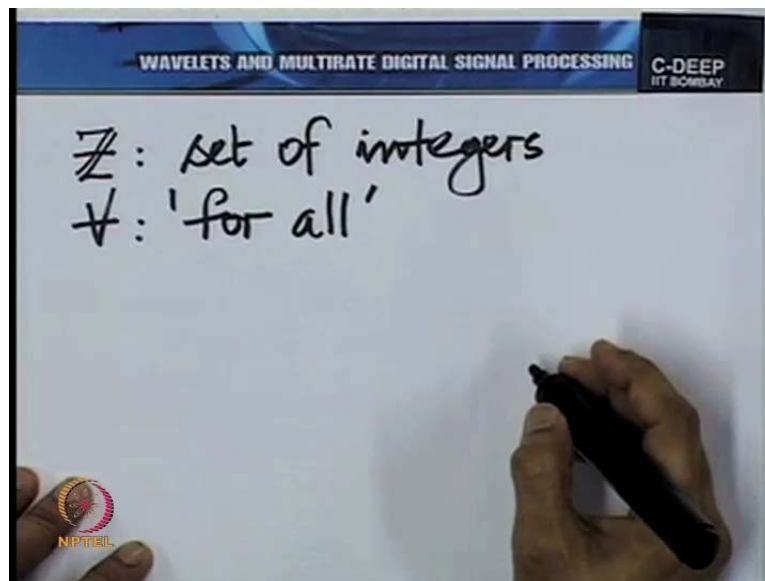 WAVELETS AND MULTIRATE DIGITAL SIGNAL PROCESSING
C-DEEP
IIT BOMBAY
ℤ: set of integers
∀: 'for all'
NPTEL